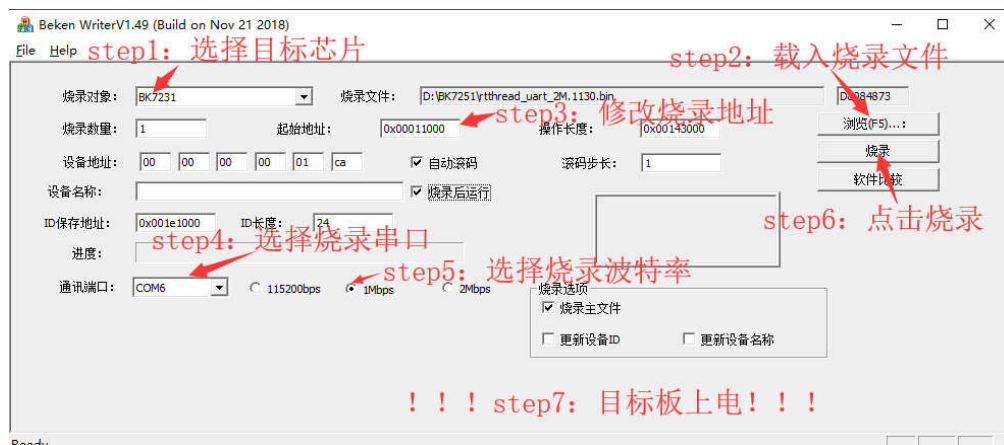 Beken WriterV1.49 (Build on Nov 21 2018)
File Help step1：选择目标芯片
step2：载入烧录文件
烧录对象： BK7231 烧录文件： D:\BK7251\rtthread_uart_2M.1130.bin
step3：修改烧录地址
烧录数量： 1 起始地址： 0x00011000 操作长度： 0x00143000 浏览(F5)...：
烧录
设备地址： 00 00 00 00 01 ca 自动滚码 滚码步长： 1
软件比较
设备名称： 烧录后运行
step6：点击烧录
ID保存地址： 0x001e1000 ID长度： 24
step4：选择烧录串口
进度：
step5：选择烧录波特率
通讯端口： COM6 115200bps 1Mbps 2Mbps 烧录选项
烧录主文件
更新设备ID 更新设备名称
！！！step7：目标板上电！！！
Ready